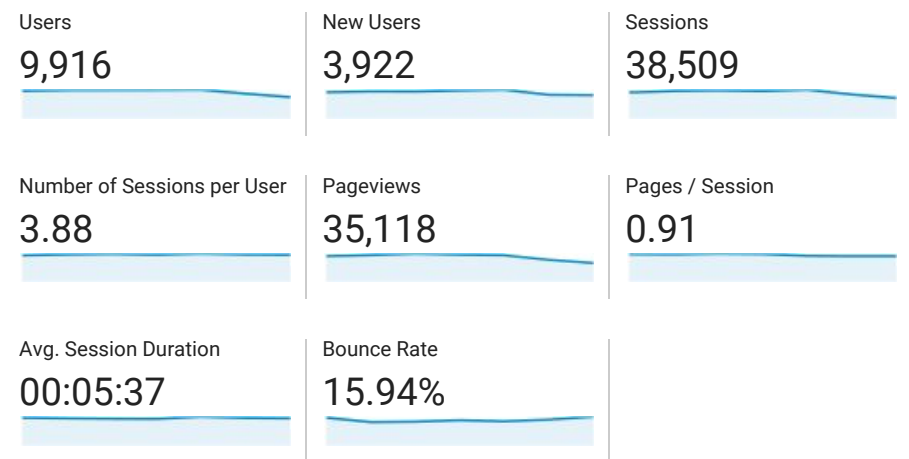 Users
9,916
New Users
3,922
Sessions
38,509
Number of Sessions per User
3.88
Pageviews
35,118
Pages / Session
0.91
Avg. Session Duration
00:05:37
Bounce Rate
15.94%